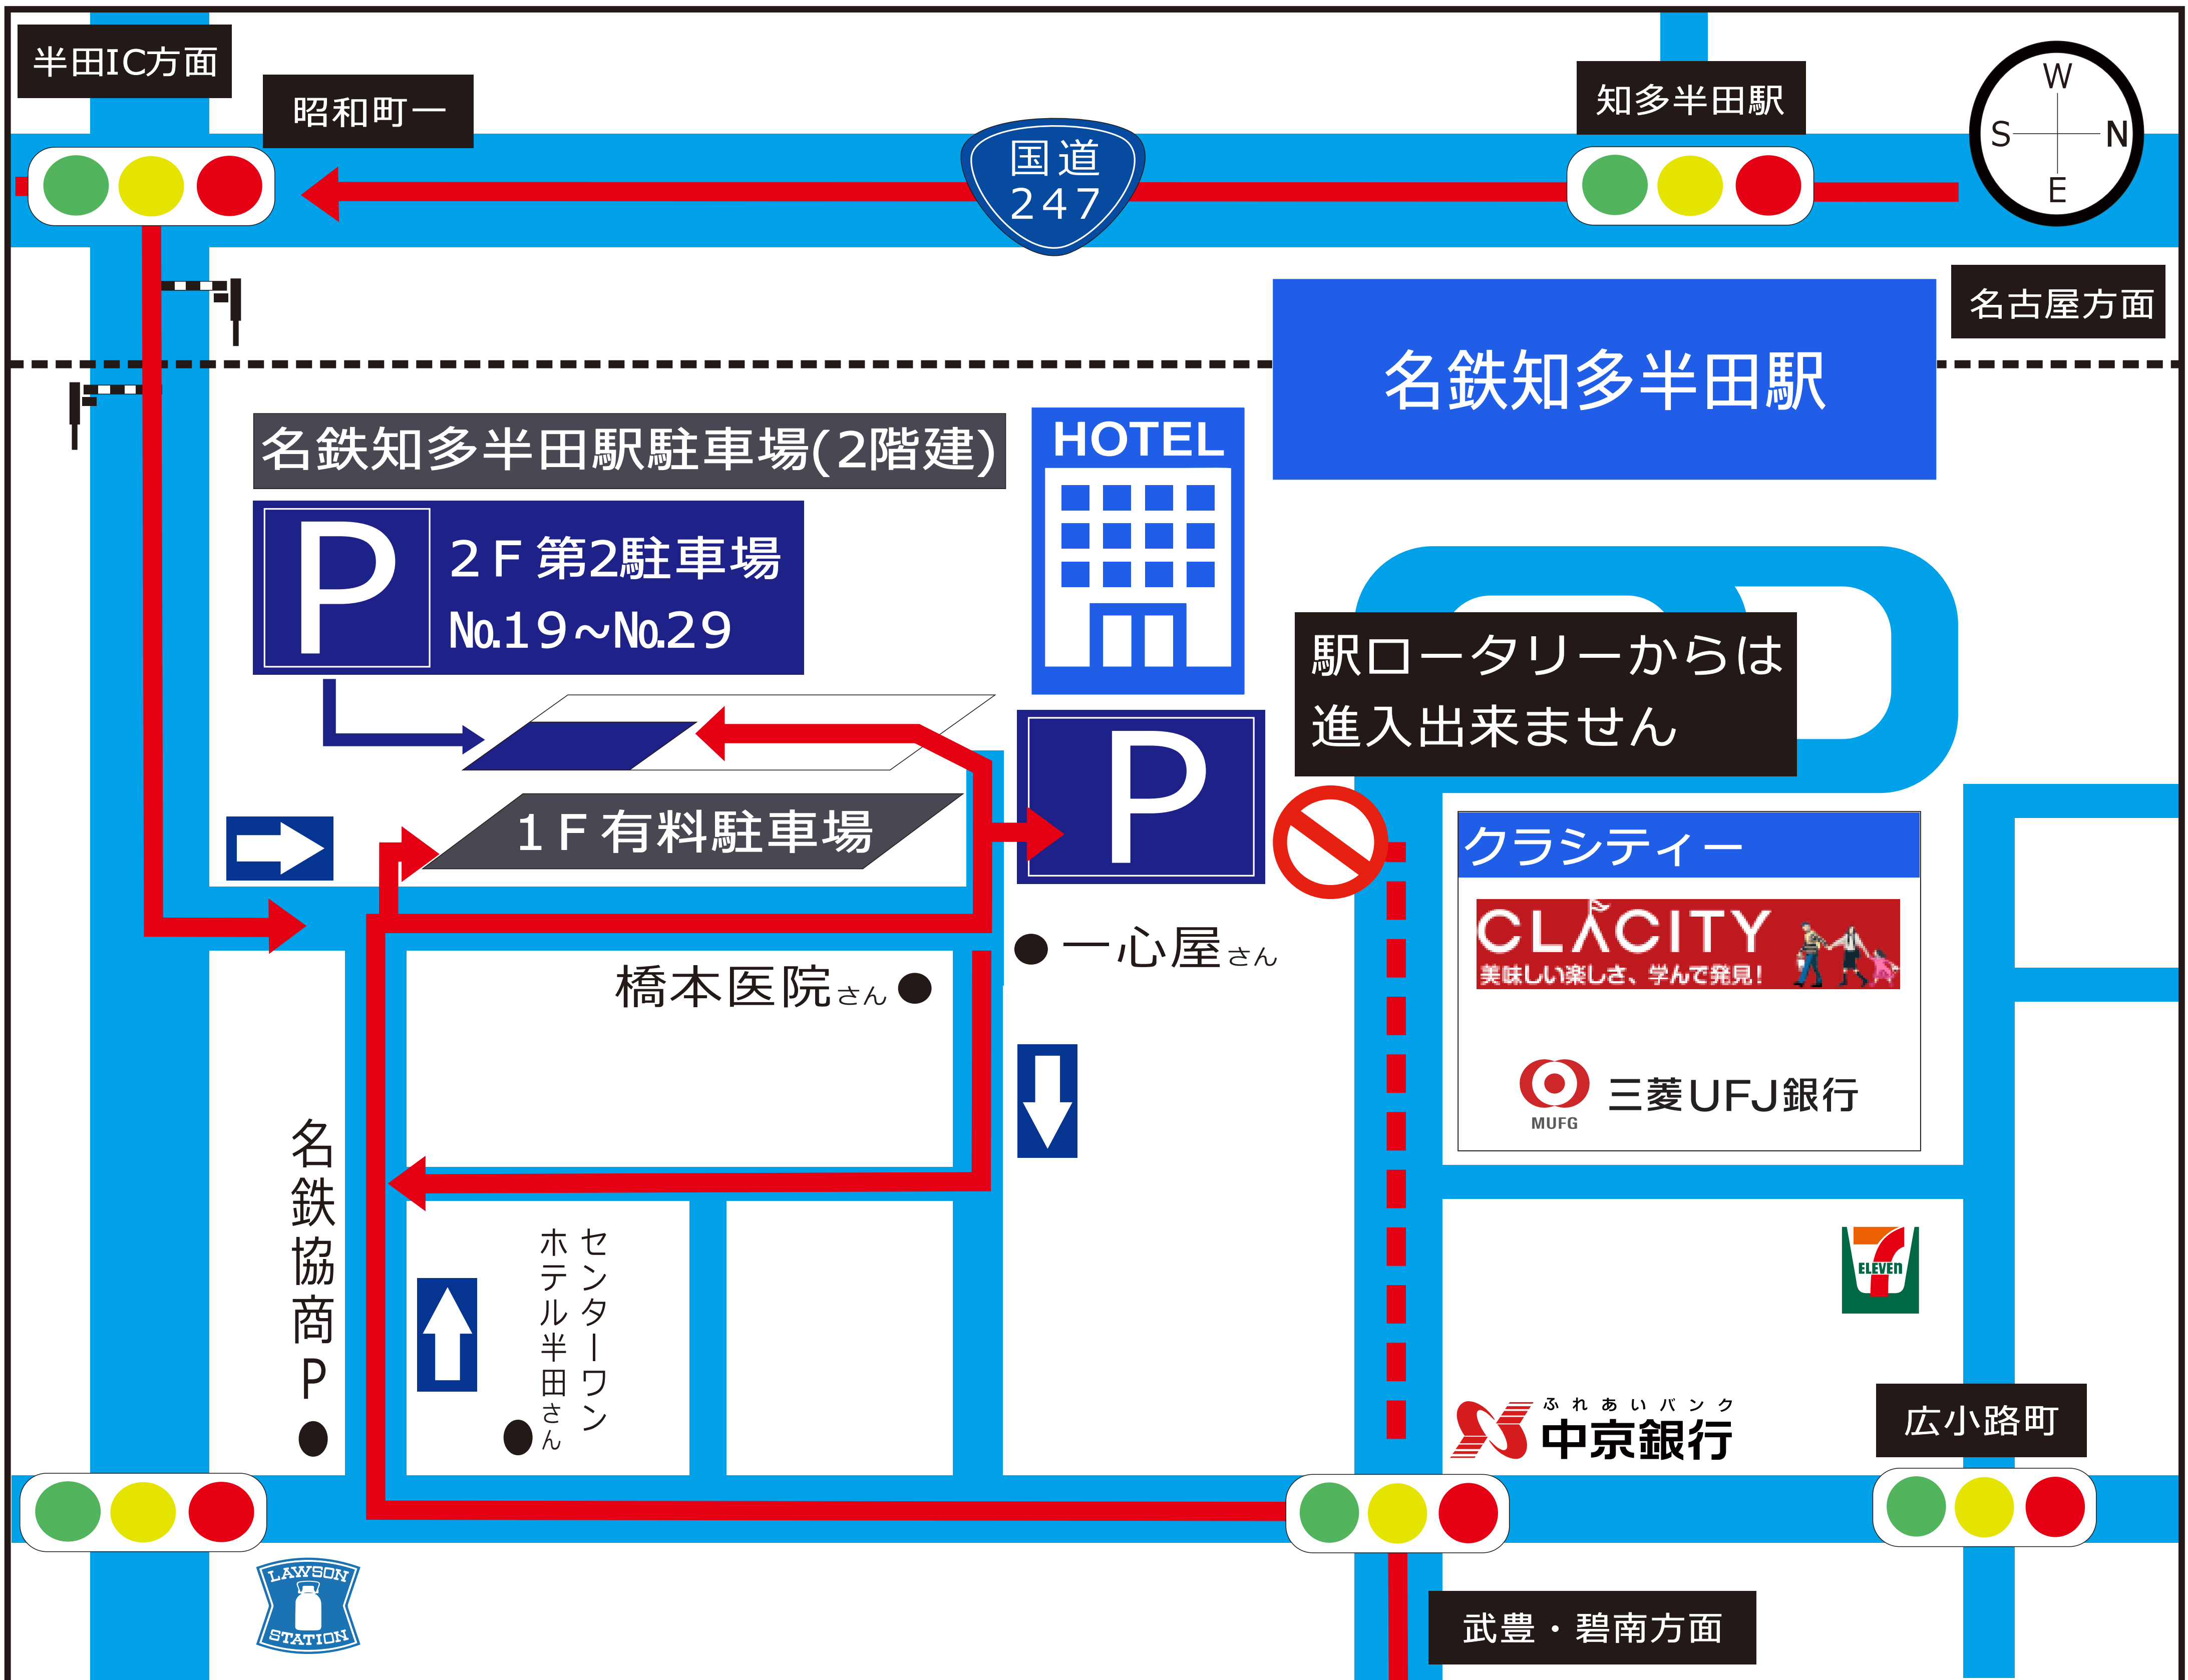 半田IC方面
昭和町一
国道
247
知多半田駅
W
S
N
E
名古屋方面
名鉄知多半田駅
名鉄知多半田駅駐車場(2階建)
HOTEL
P
2F 第2駐車場
№19~№29
駅ロータリーからは
進入出来ません
P
1F 有料駐車場
クラシティー
CLACITY
美味しい楽しさ、学んで発見!
一心屋さん
橋本医院さん
MUFG
三菱UFJ銀行
名鉄協商P
センターワン
ホテル半田さん
7
ELEVEn
ふれあいバンク
中京銀行
広小路町
LAWSON
STATION
武豊・碧南方面